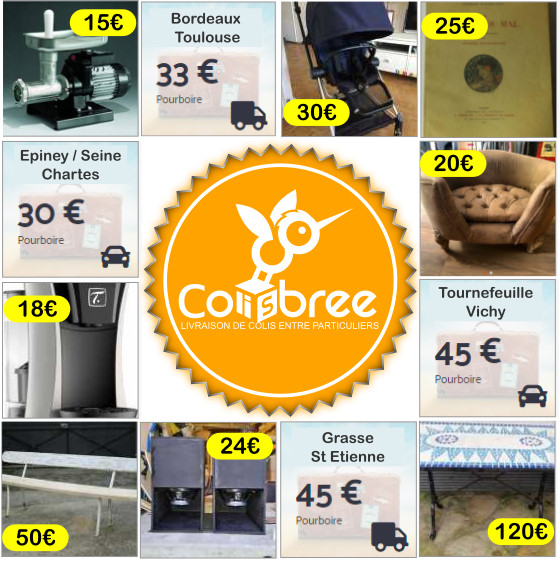 15€
Bordeaux
Toulouse
33 €
Pourboire
30€
25€
MAL
Epiney / Seine
Chartes
30 €
Pourboire
20€
Colisbree
LIVRAISON DE COLIS ENTRE PARTICULIERS
18€
T.
Tournefeuille
Vichy
45 €
Pourboire
50€
24€
Grasse
St Etienne
45 €
Pourboire
120€